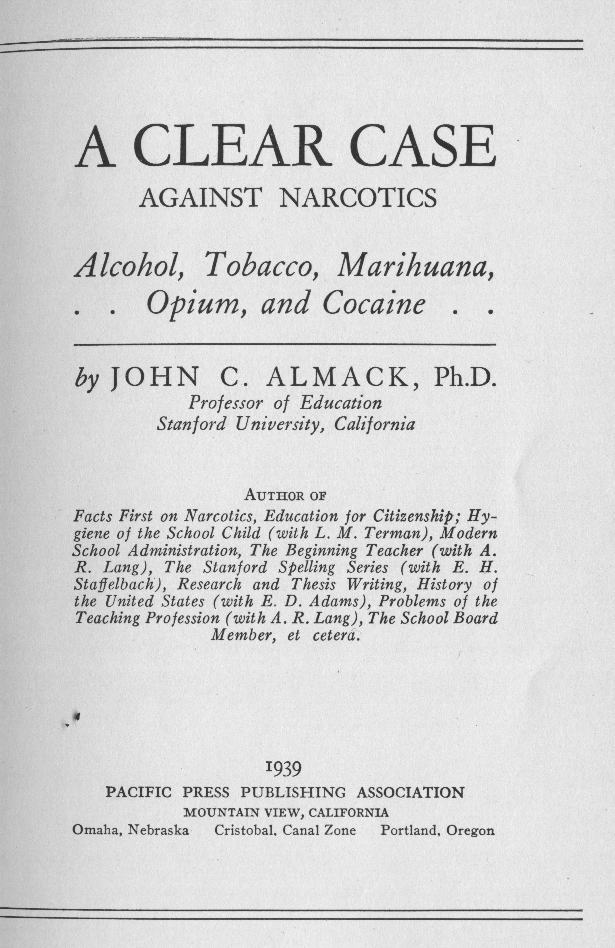 A CLEAR CASE
AGAINST NARCOTICS
Alcohol, Tobacco, Marihuana,
. . Opium, and Cocaine . .
by JOHN C. ALMACK, Ph.D.
Professor of Education
Stanford University, California
AUTHOR OF
Facts First on Narcotics, Education for Citizenship; Hy-
giene of the School Child (with L. M. Terman), Modern
School Administration, The Beginning Teacher (with A.
R. Lang), The Stanford Spelling Series (with E. H.
Staffelbach), Research and Thesis Writing, History of
the United States (with E. D. Adams), Problems of the
Teaching Profession (with A. R. Lang), The School Board
Member, et cetera.
1939
PACIFIC PRESS PUBLISHING ASSOCIATION
MOUNTAIN VIEW, CALIFORNIA
Omaha, Nebraska Cristobal, Canal Zone Portland, Oregon